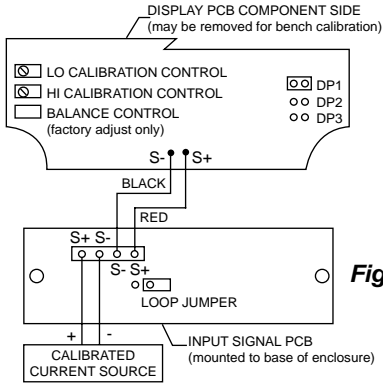 DISPLAY PCB COMPONENT SIDE
(may be removed for bench calibration)
LO CALIBRATION CONTROL
HI CALIBRATION CONTROL
BALANCE CONTROL
(factory adjust only)
DP1
DP2
DP3
S- S+
BLACK
RED
S+ S-
S- S+
LOOP JUMPER
Fig
+ -
CALIBRATED
CURRENT SOURCE
INPUT SIGNAL PCB
(mounted to base of enclosure)